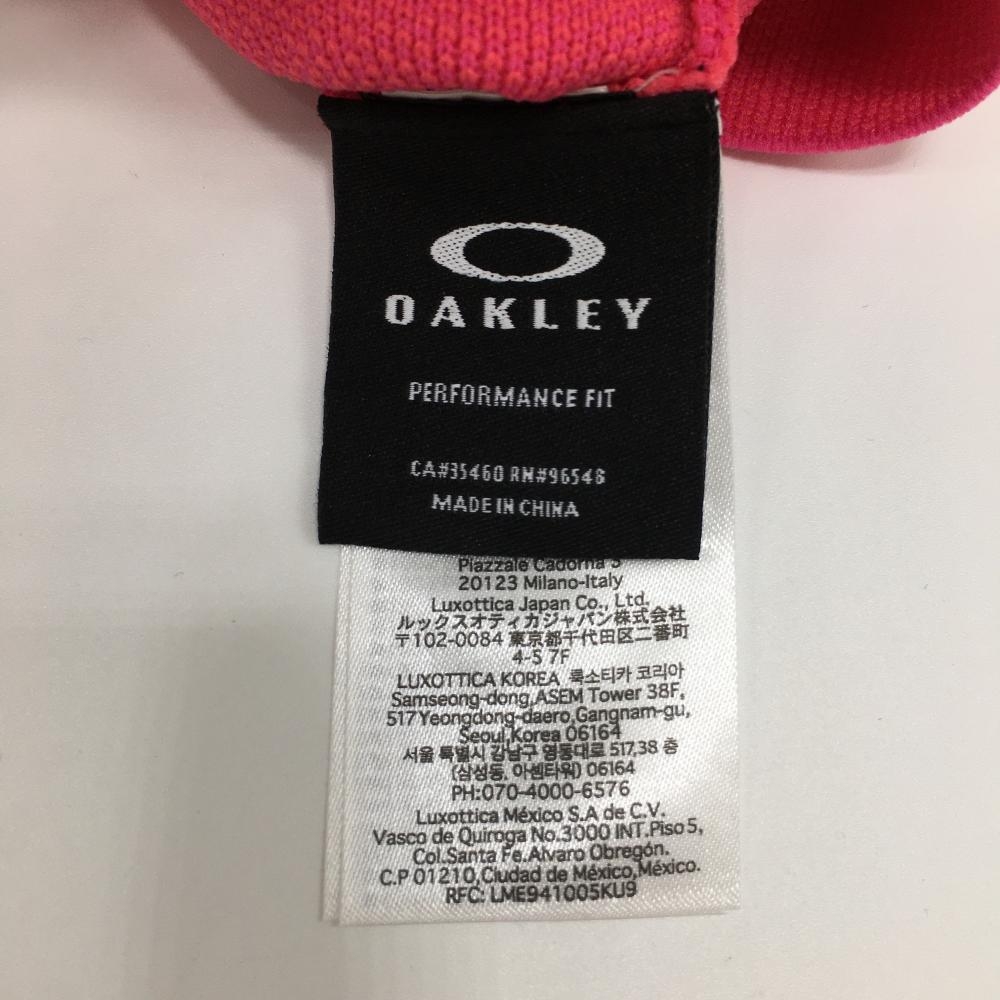 OAKLEY
PERFORMANCE FIT
CA#35460 RN#96548
MADE IN CHINA
Piazzale Cadorna 3
20123 Milano-Italy
Luxottica Japan Co., Ltd.
ルックスオティカジャパン株式会社
〒102-0084 東京都千代田区二番町
4-5 7F
LUXOTTICA KOREA 룩소티카 코리아
Samseong-dong,ASEM Tower 38F,
517 Yeongdong-daero,Gangnam-gu,
Seoul,Korea 06164
서울 특별시 강남구 영동대로 517,38 층
(삼성동, 아셈타워) 06164
PH:070-4000-6576
Luxottica México S.A de C.V.
Vasco de Quiroga No.3000 INT.Piso 5,
Col.Santa Fe.Alvaro Obregón.
C.P 01210,Ciudad de México,México.
RFC: LME941005KU9